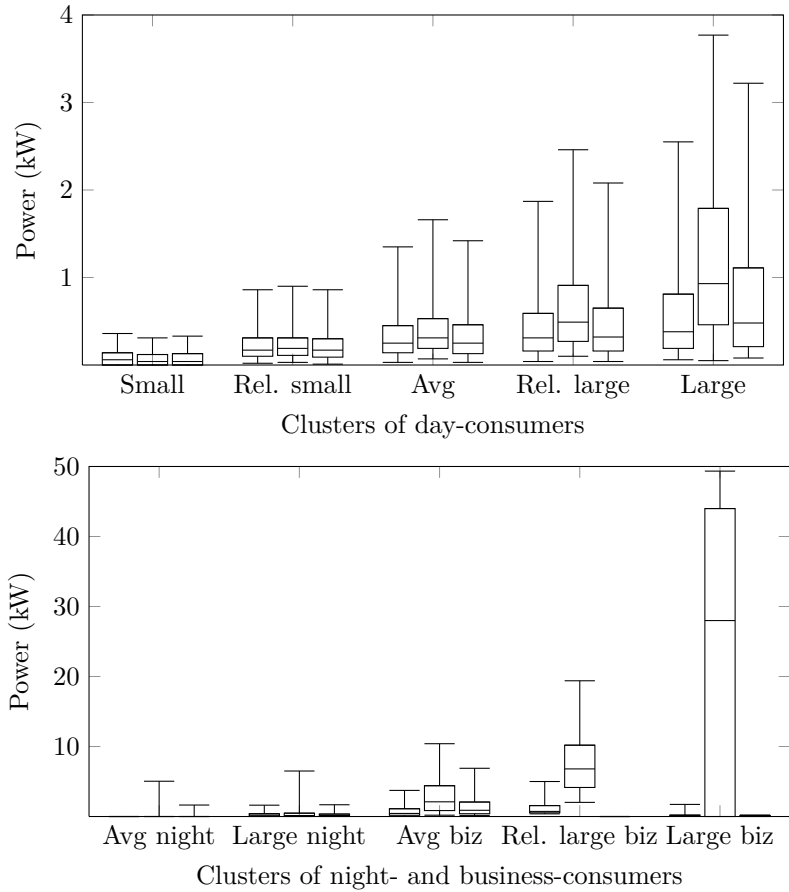 4
3
2
1
Power (kW)
Small Rel. small Avg Rel. large Large
Clusters of day-consumers
50
40
30
20
10
Power (kW)
Avg night Large night Avg biz Rel. large biz Large biz
Clusters of night- and business-consumers